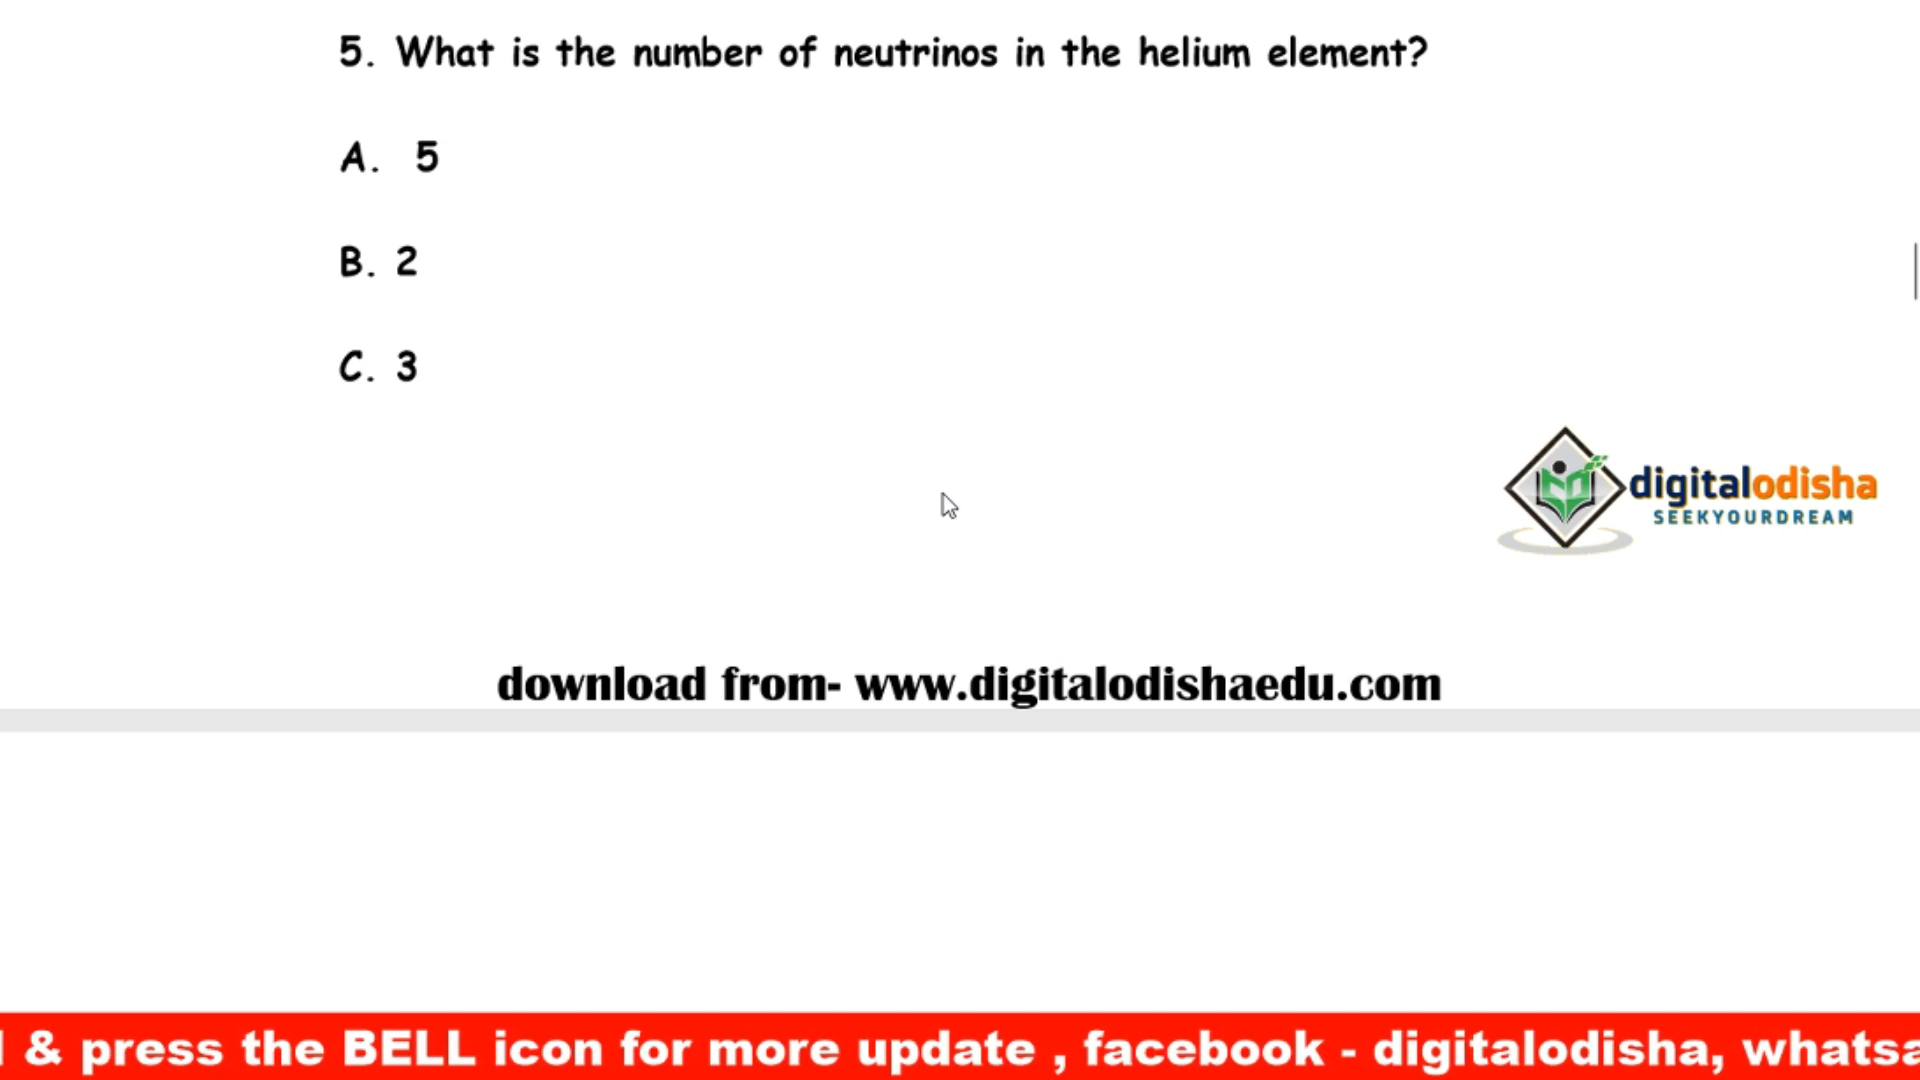 5. What is the number of neutrinos in the helium element?
A. 5
B. 2
C. 3
digitalodisha
SEEKYOURDREAM
download from- www.digitalodishaedu.com
& press the BELL icon for more update , facebook - digitalodisha, whatsa